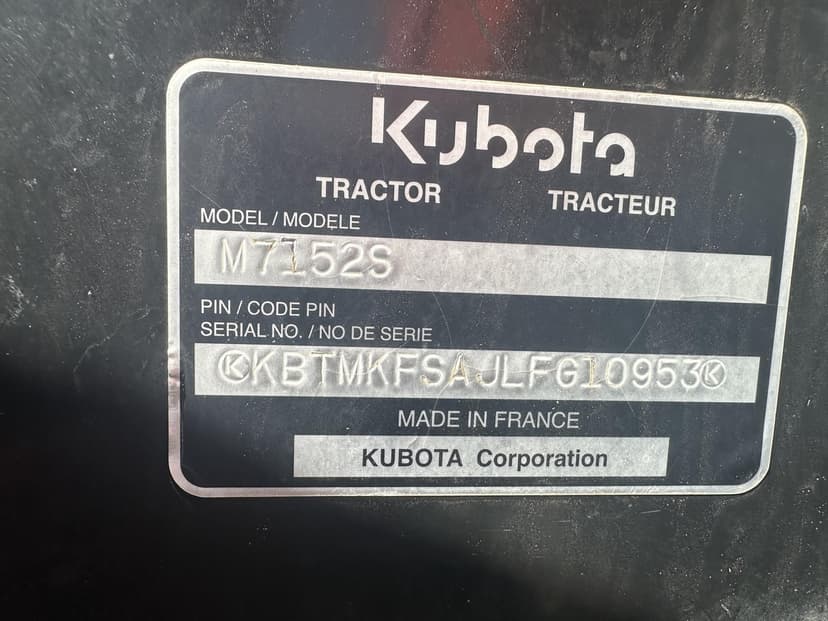 Kubota
TRACTOR TRACTEUR
MODEL / MODELE
M7152S
PIN / CODE PIN
SERIAL NO. / NO DE SERIE
KBTMKFSAJLFG10953
MADE IN FRANCE
KUBOTA Corporation